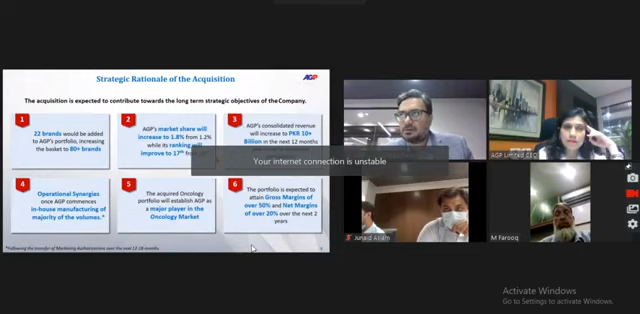 Strategic Rationale of the Acquisition
AGP
The acquisition is expected to contribute towards the long term strategic objectives of the Company.
1
22 brands would be
added to AGP's
portfolio, increasing
the basket to 80+ brands
2
AGP's market share will
increase to 1.8% from 1.2%
while its ranking will
improve to 17th
3
AGP's consolidated revenue
will increase to PKR 10+
Billion in the next 12 months
Your internet connection is unstable
4
Operational Synergies
once AGP commences
in-house manufacturing of
majority of the volumes.*
5
The acquired Oncology
portfolio will establish AGP as
a major player in the
Oncology Market
6
The portfolio is expected to
attain Gross Margins of
over 50% and Net Margins
of over 20% over the next 2
years
*Following the transfer of Marketing Authorizations over the next 12-18 months
AGP Limited CEO
Junaid Aslam
M Farooq
Activate Windows
Go to Settings to activate Windows.